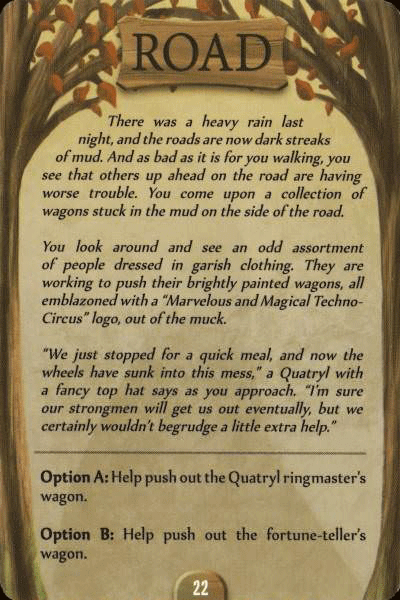 ROAD
There was a heavy rain last
night, and the roads are now dark streaks
of mud. And as bad as it is for you walking, you
see that others up ahead on the road are having
worse trouble. You come upon a collection of
wagons stuck in the mud on the side of the road.
You look around and see an odd assortment
of people dressed in garish clothing. They are
working to push their brightly painted wagons, all
emblazoned with a “Marvelous and Magical Techno-
Circus” logo, out of the muck.
“We just stopped for a quick meal, and now the
wheels have sunk into this mess,” a Quatryl with
a fancy top hat says as you approach. “I’m sure
our strongmen will get us out eventually, but we
certainly wouldn’t begrudge a little extra help.”
Option A: Help push out the Quatryl ringmaster’s
wagon.
Option B: Help push out the fortune-teller’s
wagon.
22